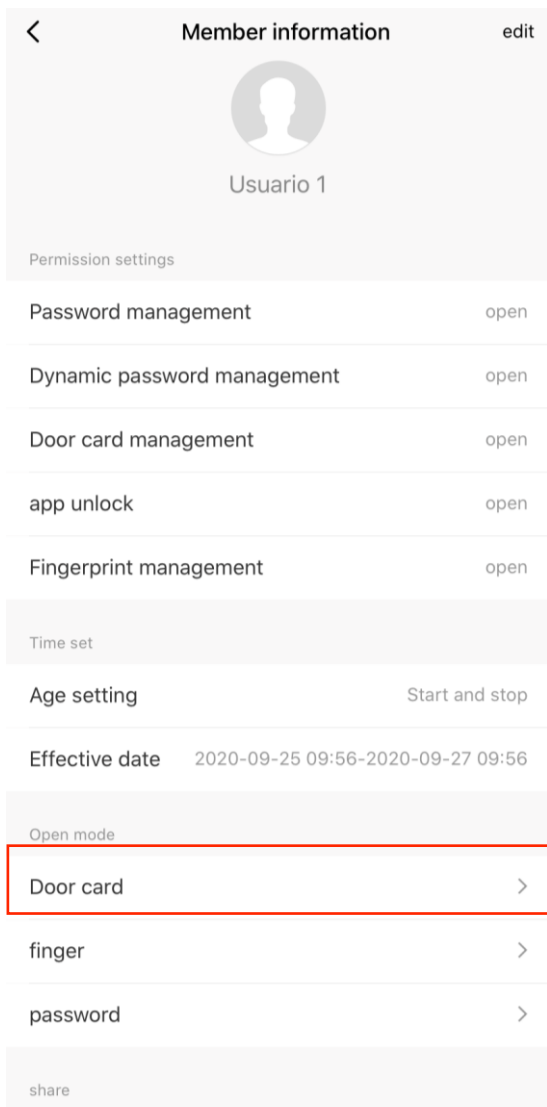 Member information edit
Usuario 1
Permission settings
Password management open
Dynamic password management open
Door card management open
app unlock open
Fingerprint management open
Time set
Age setting Start and stop
Effective date 2020-09-25 09:56-2020-09-27 09:56
Open mode
Door card
finger
password
share